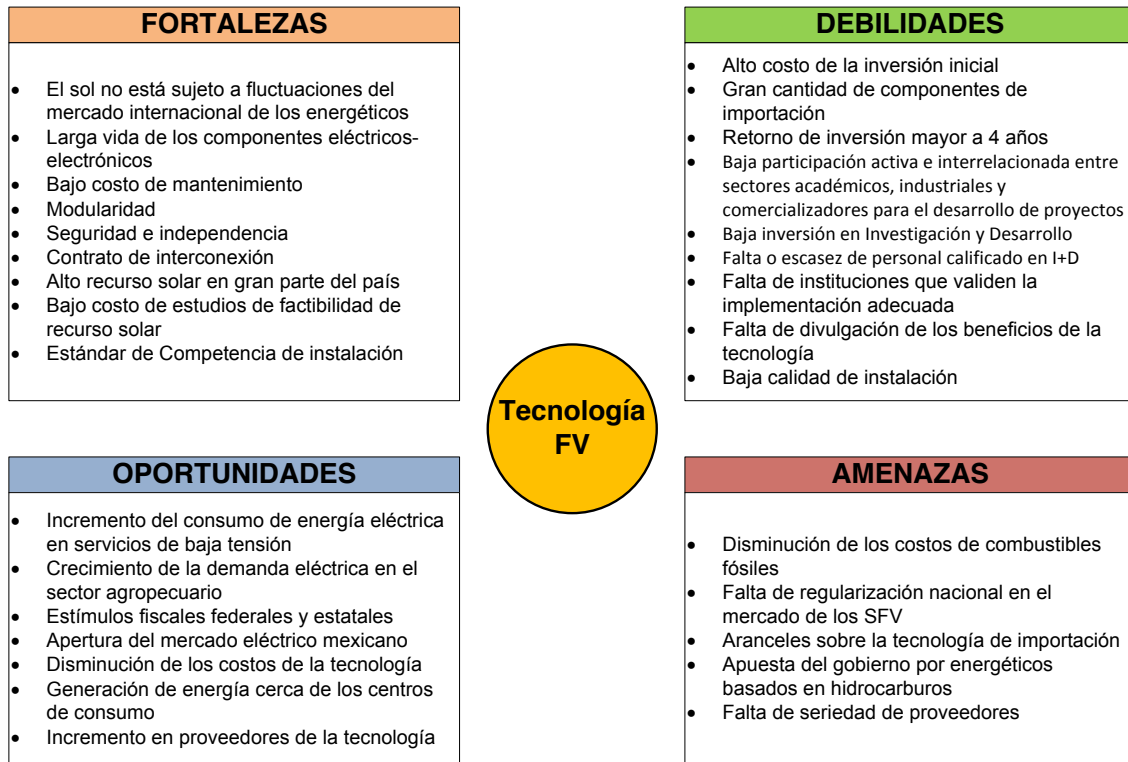 FORTALEZAS
• El sol no está sujeto a fluctuaciones del
mercado internacional de los energéticos
• Larga vida de los componentes eléctricos-
electrónicos
• Bajo costo de mantenimiento
• Modularidad
• Seguridad e independencia
• Contrato de interconexión
• Alto recurso solar en gran parte del país
• Bajo costo de estudios de factibilidad de
recurso solar
• Estándar de Competencia de instalación
DEBILIDADES
• Alto costo de la inversión inicial
• Gran cantidad de componentes de
importación
• Retorno de inversión mayor a 4 años
• Baja participación activa e interrelacionada entre
sectores académicos, industriales y
comercializadores para el desarrollo de proyectos
• Baja inversión en Investigación y Desarrollo
• Falta o escasez de personal calificado en I+D
• Falta de instituciones que validen la
implementación adecuada
• Falta de divulgación de los beneficios de la
tecnología
• Baja calidad de instalación
Tecnología
FV
OPORTUNIDADES
• Incremento del consumo de energía eléctrica
en servicios de baja tensión
• Crecimiento de la demanda eléctrica en el
sector agropecuario
• Estímulos fiscales federales y estatales
• Apertura del mercado eléctrico mexicano
• Disminución de los costos de la tecnología
• Generación de energía cerca de los centros
de consumo
• Incremento en proveedores de la tecnología
AMENAZAS
• Disminución de los costos de combustibles
fósiles
• Falta de regularización nacional en el
mercado de los SFV
• Aranceles sobre la tecnología de importación
• Apuesta del gobierno por energéticos
basados en hidrocarburos
• Falta de seriedad de proveedores